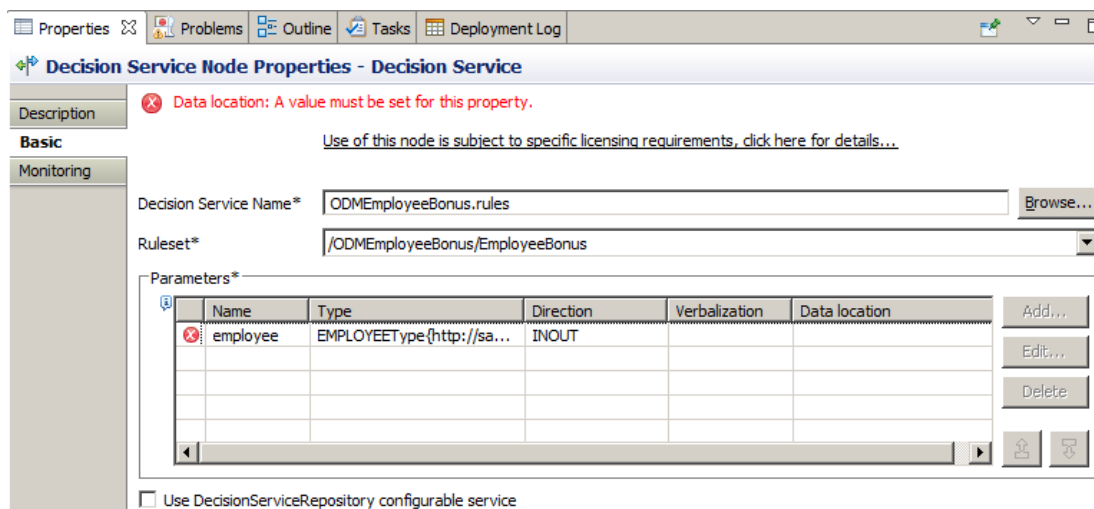 Properties Problems Outline Tasks Deployment Log
Decision Service Node Properties - Decision Service
Data location: A value must be set for this property.
Description
Basic
Use of this node is subject to specific licensing requirements, click here for details...
Monitoring
Decision Service Name* ODMEmployeeBonus.rules Browse...
Ruleset* /ODMEmployeeBonus/EmployeeBonus
Parameters*
Name Type Direction Verbalization Data location Add...
employee EMPLOYEEType{http://sa... INOUT
Edit...
Delete
Use DecisionServiceRepository configurable service